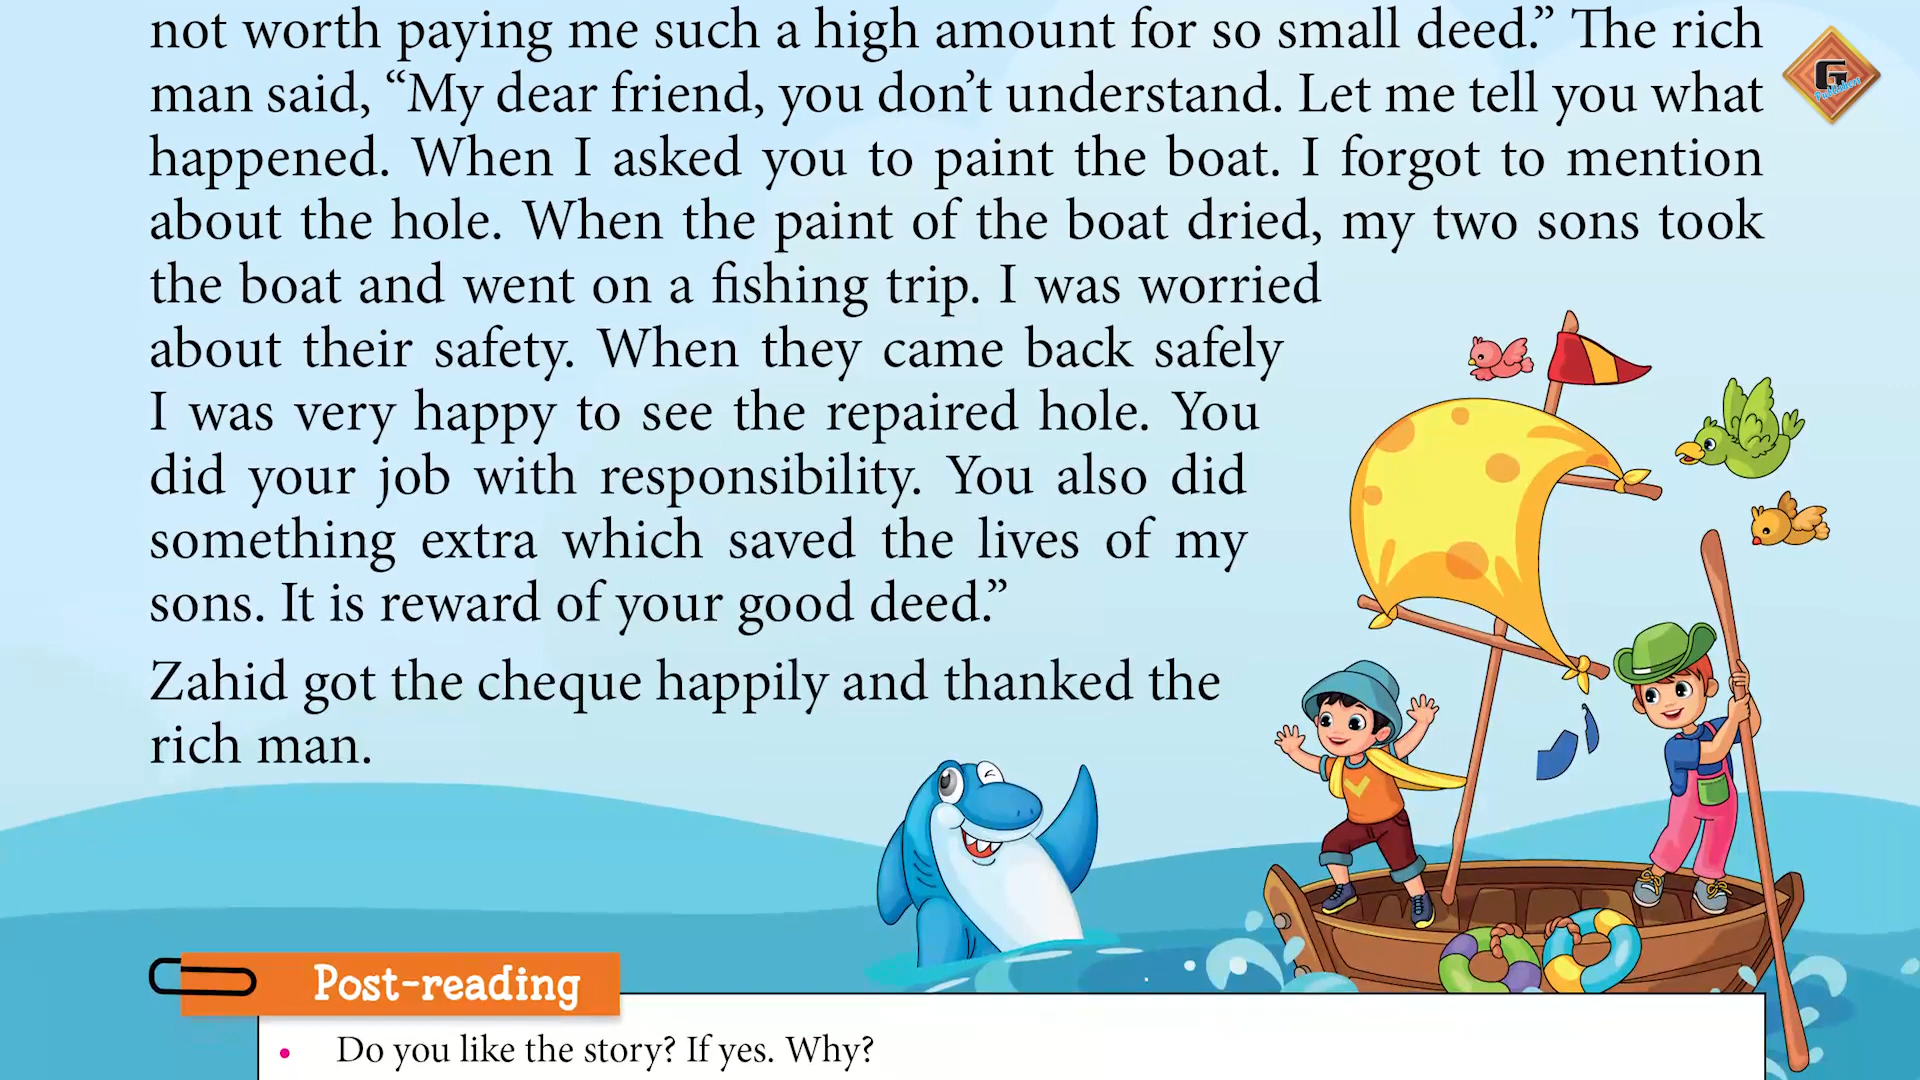 not worth paying me such a high amount for so small deed.” The rich
man said, “My dear friend, you don’t understand. Let me tell you what
happened. When I asked you to paint the boat. I forgot to mention
about the hole. When the paint of the boat dried, my two sons took
the boat and went on a fishing trip. I was worried
about their safety. When they came back safely
I was very happy to see the repaired hole. You
did your job with responsibility. You also did
something extra which saved the lives of my
sons. It is reward of your good deed.”
Zahid got the cheque happily and thanked the
rich man.
Post-reading
• Do you like the story? If yes. Why?
G
Publishers